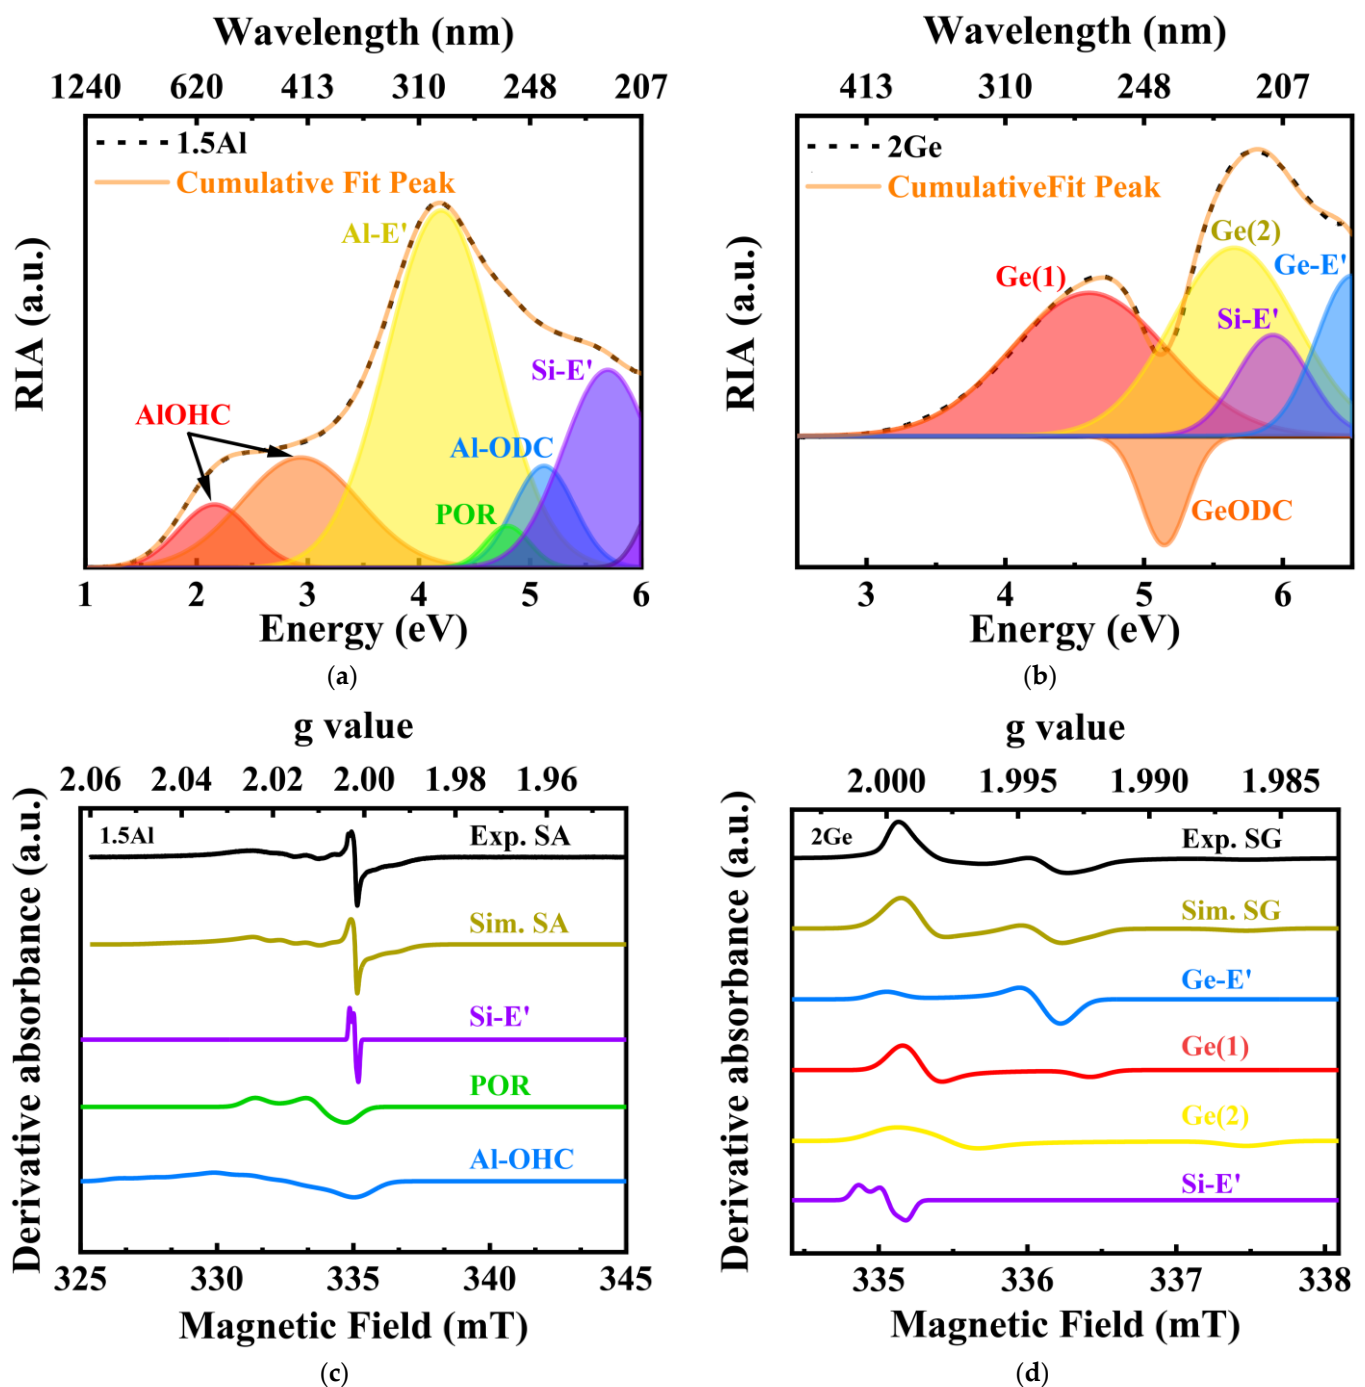 Wavelength (nm)
1240 620 413 310 248 207
1.5Al
Cumulative Fit Peak
Al-E'
Si-E'
AlOHC
Al-ODC
POR
RIA (a.u.)
1 2 3 4 5 6
Energy (eV)
(a)
Wavelength (nm)
413 310 248 207
2Ge
CumulativeFit Peak
Ge(2)
Ge(1)
Ge-E'
Si-E'
GeODC
RIA (a.u.)
3 4 5 6
Energy (eV)
(b)
g value
2.06 2.04 2.02 2.00 1.98 1.96
1.5Al
Exp. SA
Sim. SA
Si-E'
POR
Al-OHC
Derivative absorbance (a.u.)
325 330 335 340 345
Magnetic Field (mT)
(c)
g value
2.000 1.995 1.990 1.985
2Ge
Exp. SG
Sim. SG
Ge-E'
Ge(1)
Ge(2)
Si-E'
Derivative absorbance (a.u.)
335 336 337 338
Magnetic Field (mT)
(d)